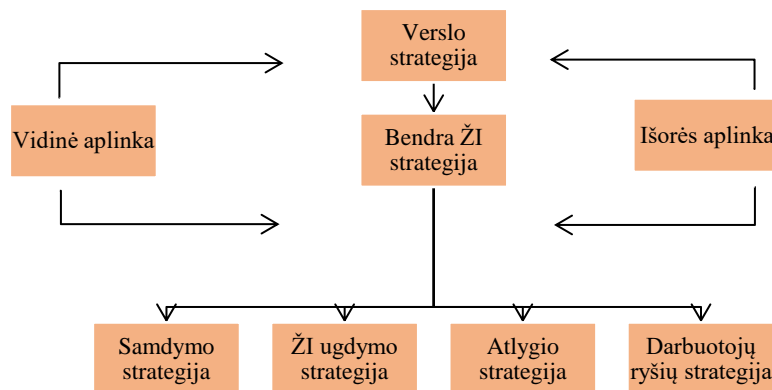 Verslo
strategija
Vidinė aplinka
Bendra ŽI
strategija
Išorės aplinka
Samdymo
strategija
ŽI ugdymo
strategija
Atlygio
strategija
Darbuotojų
ryšių strategija